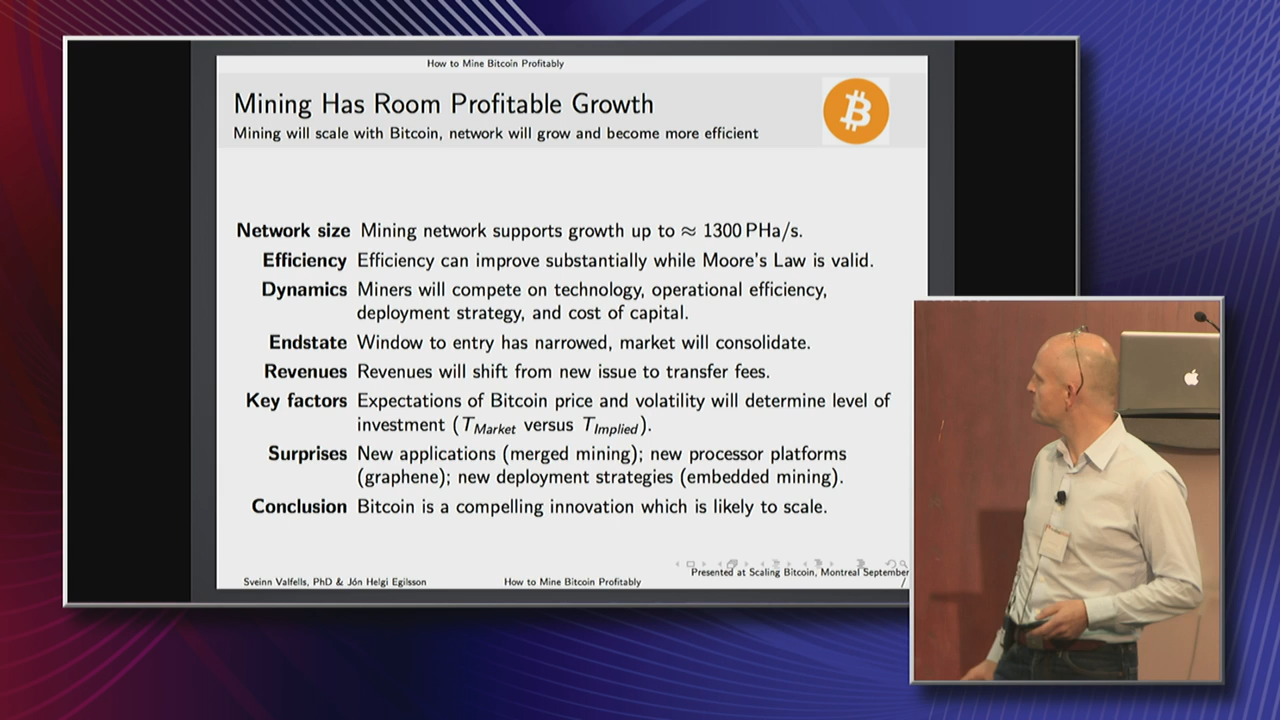 How to Mine Bitcoin Profitably
Mining Has Room Profitable Growth
Mining will scale with Bitcoin, network will grow and become more efficient
Network size Mining network supports growth up to ≈ 1300 PHa/s.
Efficiency Efficiency can improve substantially while Moore's Law is valid.
Dynamics Miners will compete on technology, operational efficiency,
deployment strategy, and cost of capital.
Endstate Window to entry has narrowed, market will consolidate.
Revenues Revenues will shift from new issue to transfer fees.
Key factors Expectations of Bitcoin price and volatility will determine level of
investment (T_Market versus T_Implied).
Surprises New applications (merged mining); new processor platforms
(graphene); new deployment strategies (embedded mining).
Conclusion Bitcoin is a compelling innovation which is likely to scale.
Presented at Scaling Bitcoin, Montreal September
Sveinn Valfells, PhD & Jón Helgi Egilsson How to Mine Bitcoin Profitably /